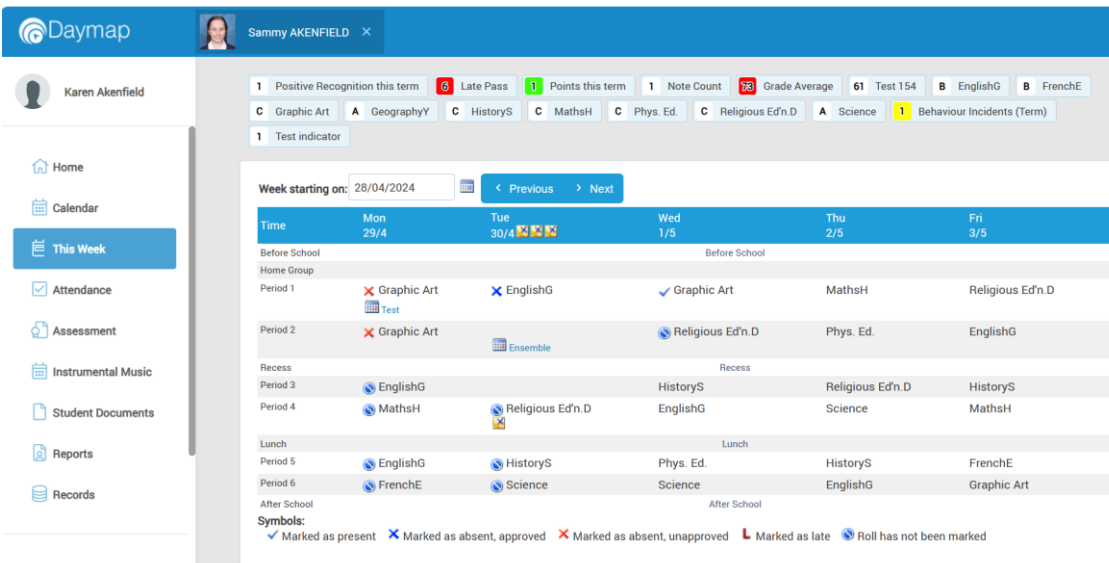 Daymap
Sammy AKENFIELD ×
Karen Akenfield
1 Positive Recognition this term 6 Late Pass 1 Points this term 1 Note Count 73 Grade Average 61 Test 154 B EnglishG B FrenchE
C Graphic Art A GeographyY C HistoryS C MathsH C Phys. Ed. C Religious Ed'n.D A Science 1 Behaviour Incidents (Term)
1 Test indicator
Home
Calendar
This Week
Attendance
Assessment
Instrumental Music
Student Documents
Reports
Records
Week starting on: 28/04/2024 < Previous > Next
Time Mon Tue Wed Thu Fri
29/4 30/4 1/5 2/5 3/5
Before School Before School
Home Group
Period 1 Graphic Art EnglishG Graphic Art MathsH Religious Ed'n.D
Test
Period 2 Graphic Art Religious Ed'n.D Phys. Ed. EnglishG
Ensemble
Recess Recess
Period 3 EnglishG HistoryS Religious Ed'n.D HistoryS
Period 4 MathsH Religious Ed'n.D EnglishG Science MathsH
Lunch Lunch
Period 5 EnglishG HistoryS Phys. Ed. HistoryS FrenchE
Period 6 FrenchE Science Science EnglishG Graphic Art
After School After School
Symbols:
Marked as present Marked as absent, approved Marked as absent, unapproved L Marked as late Roll has not been marked